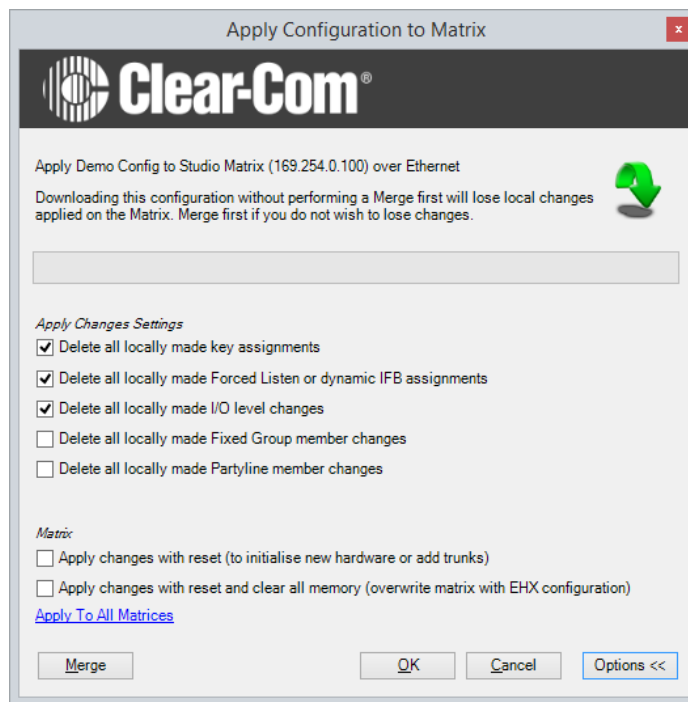 Apply Configuration to Matrix
x
Clear-Com®
Apply Demo Config to Studio Matrix (169.254.0.100) over Ethernet
Downloading this configuration without performing a Merge first will lose local changes
applied on the Matrix. Merge first if you do not wish to lose changes.
Apply Changes Settings
Delete all locally made key assignments
Delete all locally made Forced Listen or dynamic IFB assignments
Delete all locally made I/O level changes
Delete all locally made Fixed Group member changes
Delete all locally made Partyline member changes
Matrix
Apply changes with reset (to initialise new hardware or add trunks)
Apply changes with reset and clear all memory (overwrite matrix with EHX configuration)
Apply To All Matrices
Merge OK Cancel Options <<